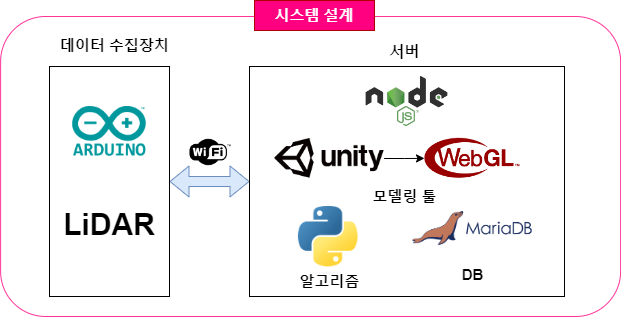 시스템 설계
데이터 수집장치
서버
ARDUINO
LiDAR
WiFi
node
JS
unity
WebGL
모델링 툴
알고리즘
MariaDB
DB